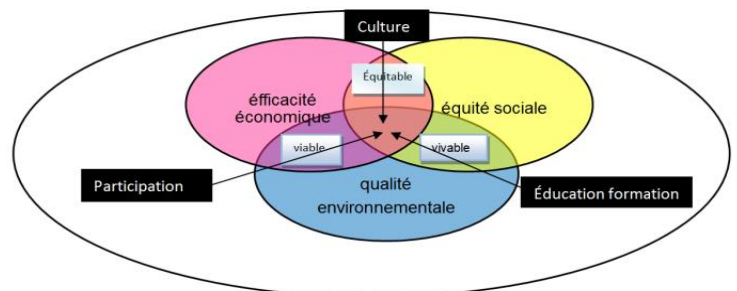 Culture
Équitable
éfficacité
économique
équité sociale
viable
vivable
Participation
qualité
environnementale
Éducation formation